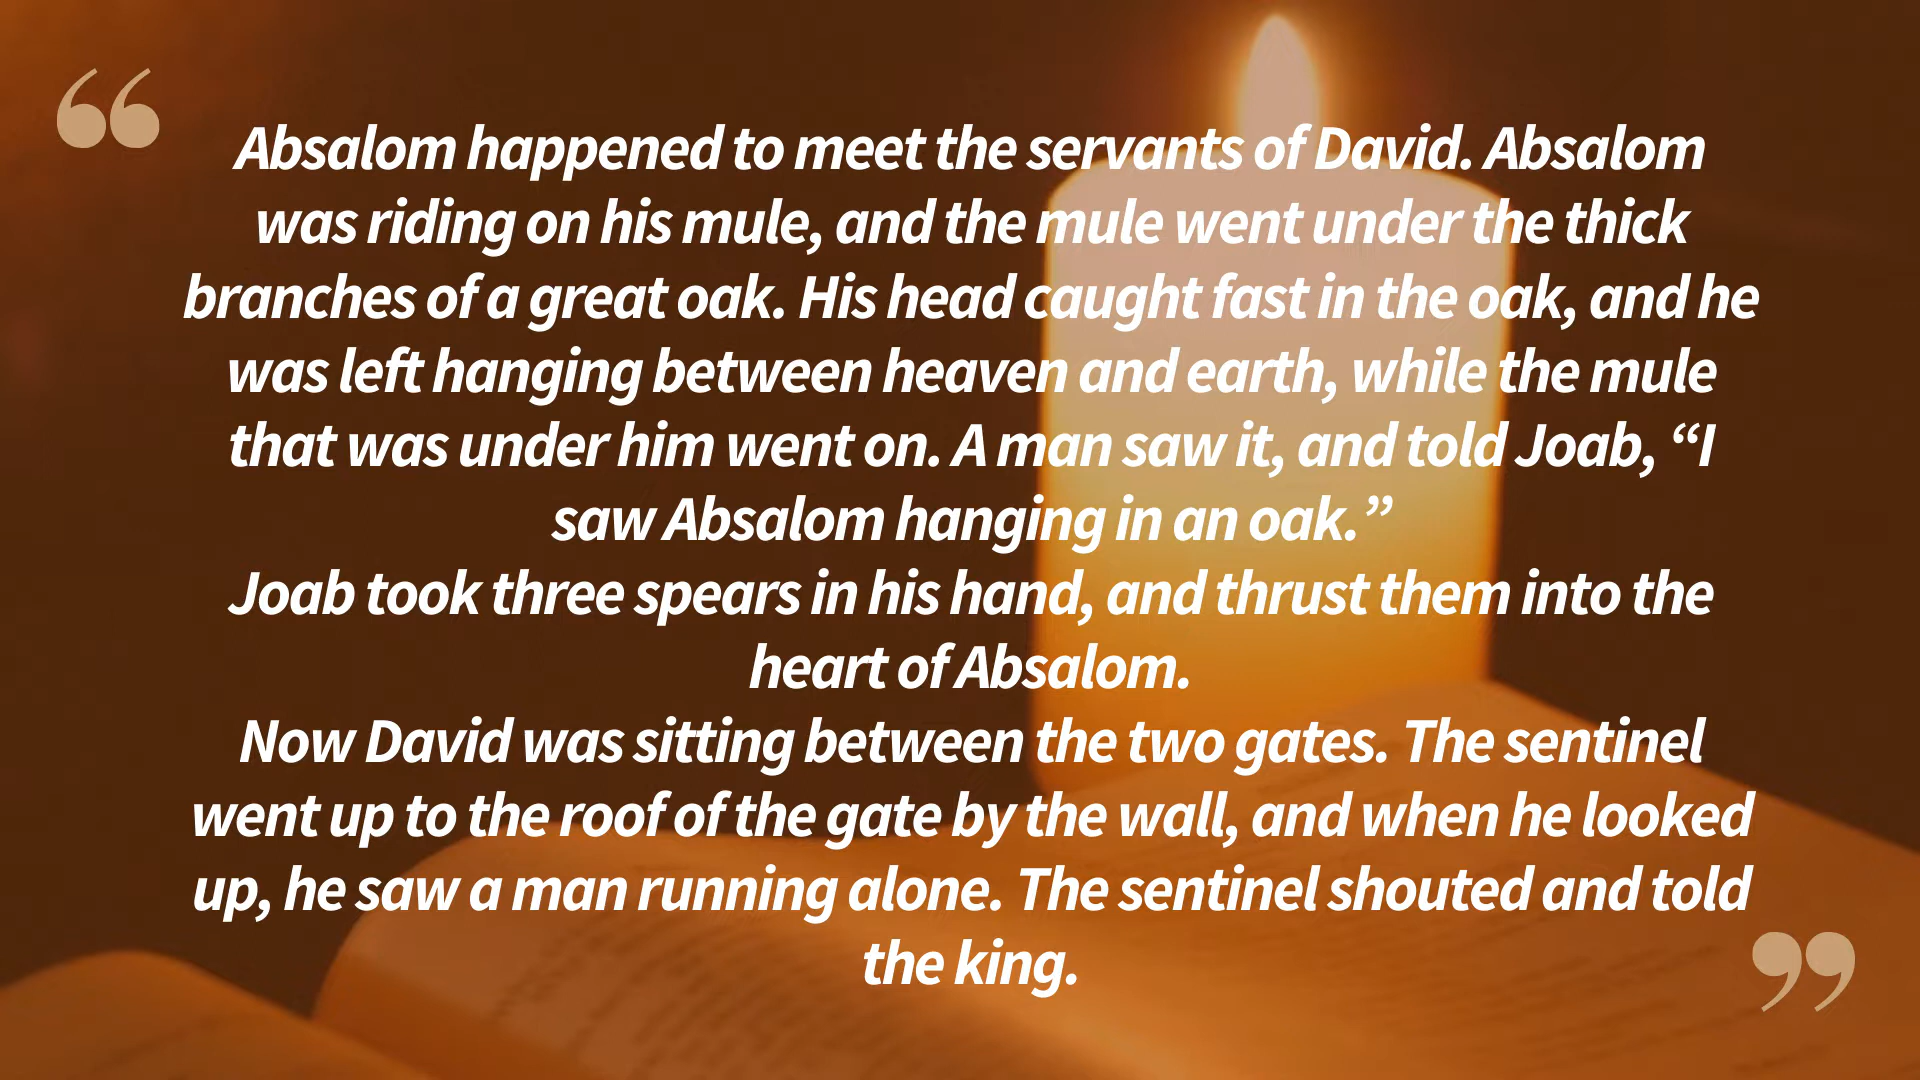 “
Absalom happened to meet the servants of David. Absalom
was riding on his mule, and the mule went under the thick
branches of a great oak. His head caught fast in the oak, and he
was left hanging between heaven and earth, while the mule
that was under him went on. A man saw it, and told Joab, “I
saw Absalom hanging in an oak.”
Joab took three spears in his hand, and thrust them into the
heart of Absalom.
Now David was sitting between the two gates. The sentinel
went up to the roof of the gate by the wall, and when he looked
up, he saw a man running alone. The sentinel shouted and told
the king.
”